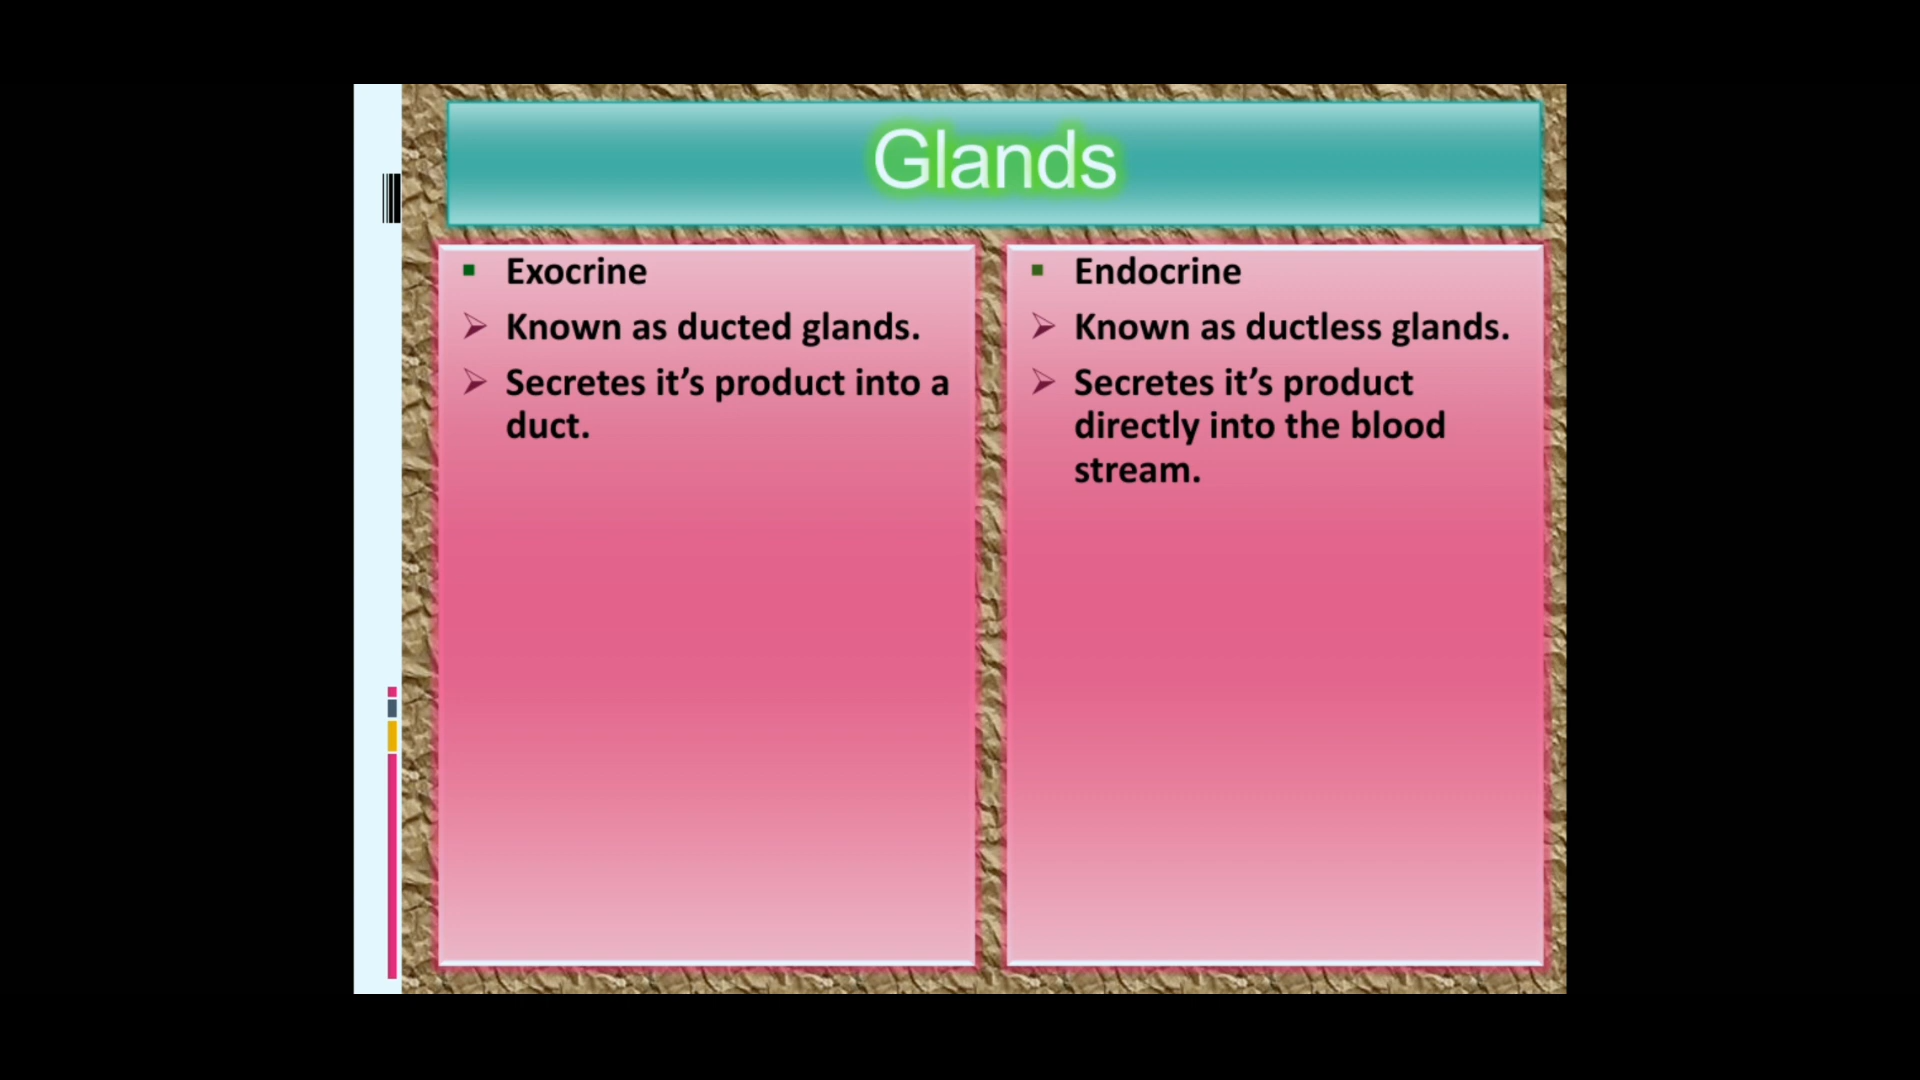 Glands
Exocrine
Known as ducted glands.
Secretes it’s product into a
duct.
Endocrine
Known as ductless glands.
Secretes it’s product
directly into the blood
stream.